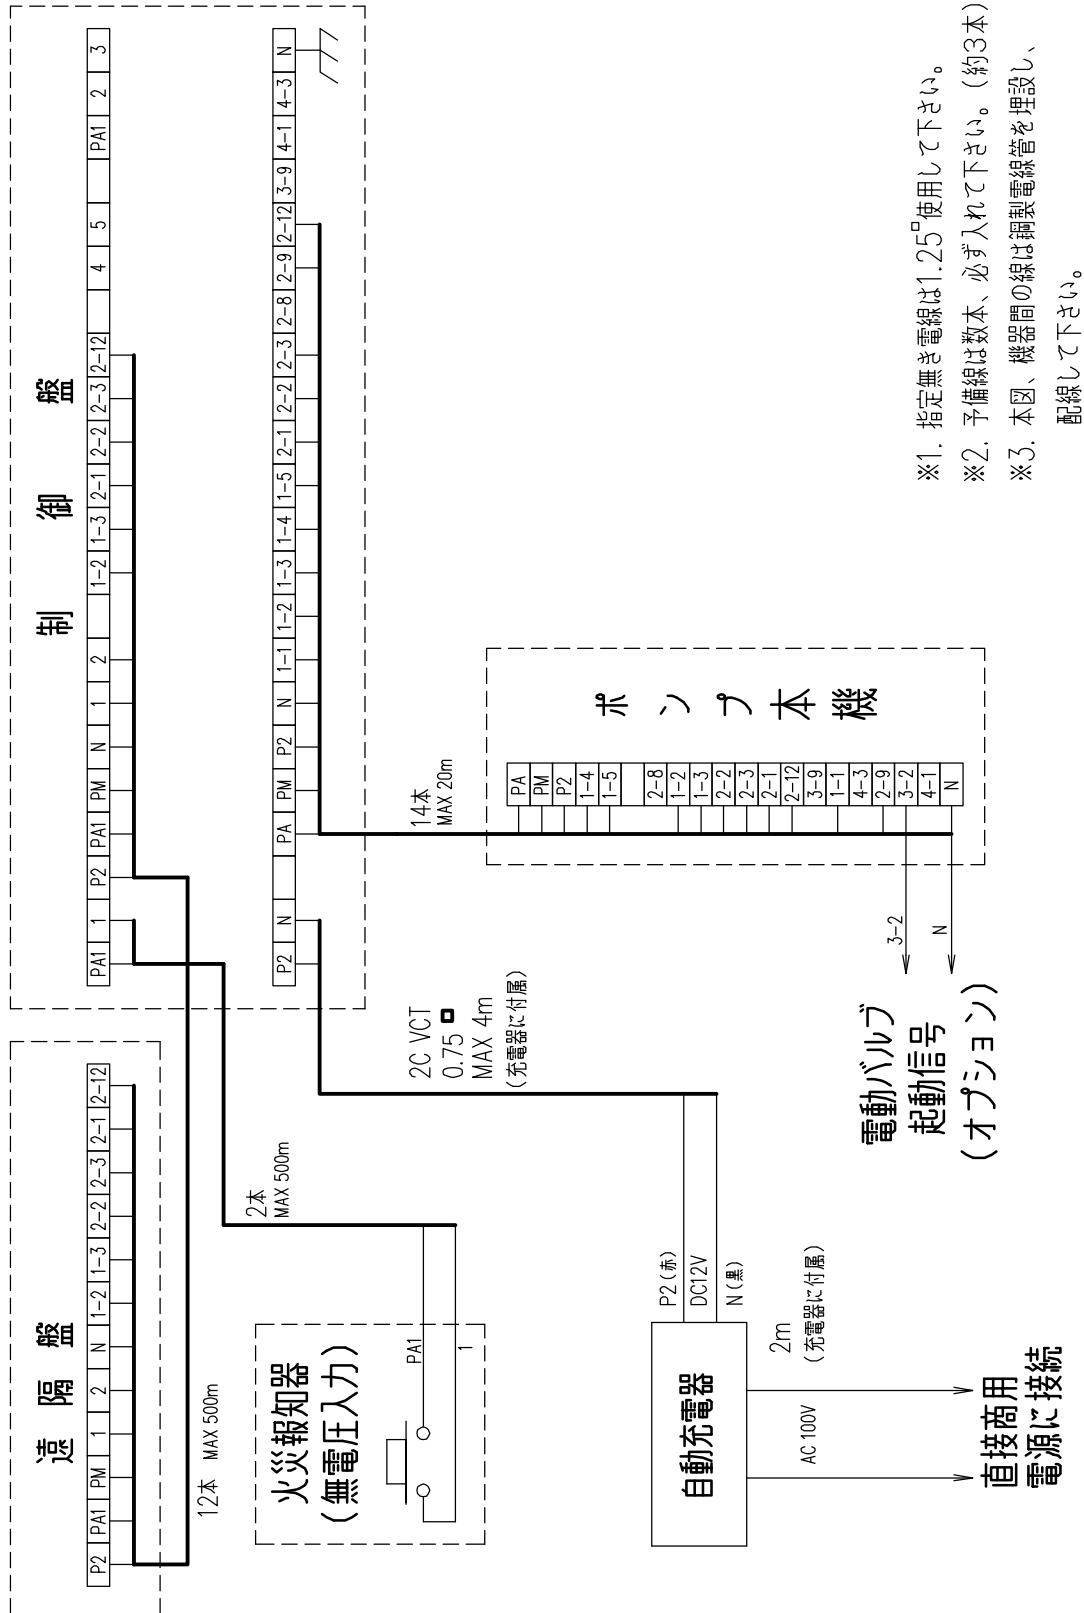 遠隔盤
P2 PA1 PM 1 2 N 1-2 1-3 2-2 2-3 2-1 2-12
12本 MAX 500m
制御盤
PA1 1 P2 PA1 PM N 1 2 1-2 1-3 2-1 2-2 2-3 2-12 4 5 PA1 2 3
P2 N PA PM P2 N 1-1 1-2 1-3 1-4 1-5 2-1 2-2 2-3 2-8 2-9 2-12 3-9 4-1 4-3 N
火災報知器
(無電圧入力)
PA1
1
2本
MAX 500m
2C VCT
0.75□
MAX 4m
(充電器に付属)
14本
MAX 20m
ポンプ本機
PA
PM
P2
1-4
1-5
2-8
1-2
1-3
2-2
2-3
2-1
2-12
3-9
1-1
4-3
2-9
3-2
4-1
N
3-2
N
電動バルブ
起動信号
(オプション)
自動充電器
P2(赤)
DC12V
N(黒)
2m
(充電器に付属)
AC 100V
直接商用
電源に接続
※1. 指定無き電線は1.25□使用して下さい。
※2. 予備線は数本、必ず入れて下さい。(約3本)
※3. 本図、機器間の線は鋼製電線管を埋設し、
配線して下さい。